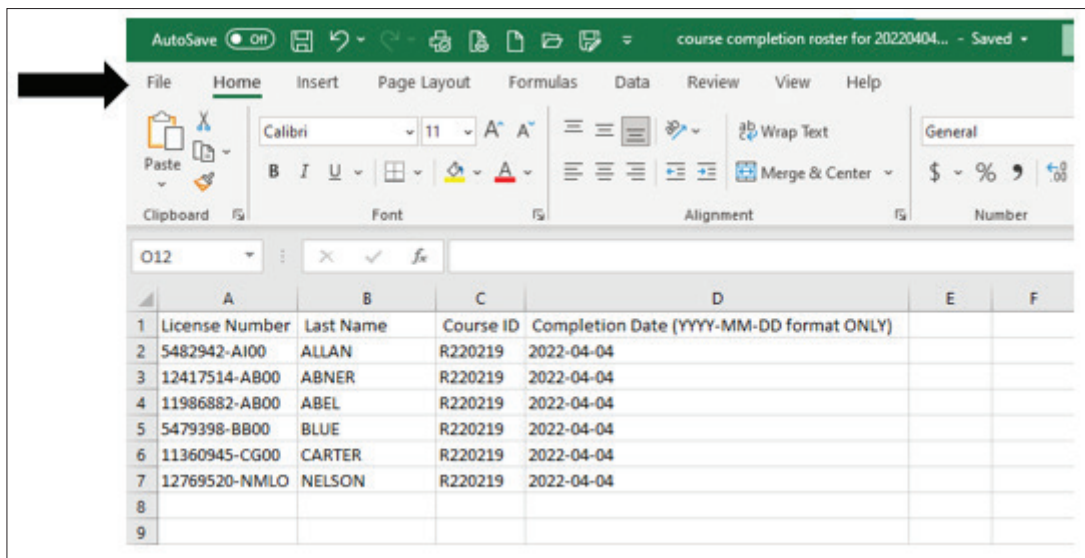 AutoSave Off course completion roster for 20220404... - Saved
File Home Insert Page Layout Formulas Data Review View Help
Paste Calibri 11 A A ab Wrap Text General
B I U A Merge & Center $ % 9 .00
Clipboard Font Alignment Number
O12 fx
A B C D E F
1 License Number Last Name Course ID Completion Date (YYYY-MM-DD format ONLY)
2 5482942-AI00 ALLAN R220219 2022-04-04
3 12417514-AB00 ABNER R220219 2022-04-04
4 11986882-AB00 ABEL R220219 2022-04-04
5 5479398-BB00 BLUE R220219 2022-04-04
6 11360945-CG00 CARTER R220219 2022-04-04
7 12769520-NMLO NELSON R220219 2022-04-04
8
9